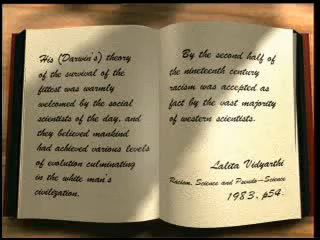 His (Darwin's) theory
of the survival of the
fittest was warmly
welcomed by the social
scientists of the day, and
they believed mankind
had achieved various levels
of evolution culminating
in the white man's
civilization.
By the second half of
the nineteenth century
racism was accepted as
fact by the vast majority
of western scientists.
Lalita Vidyarthi
Racism, Science and Pseudo-Science
1983, p54.